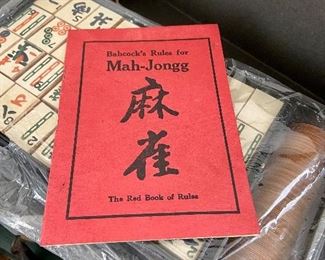 Babcock's Rules for
Mah-Jongg
麻
雀
The Red Book of Rules